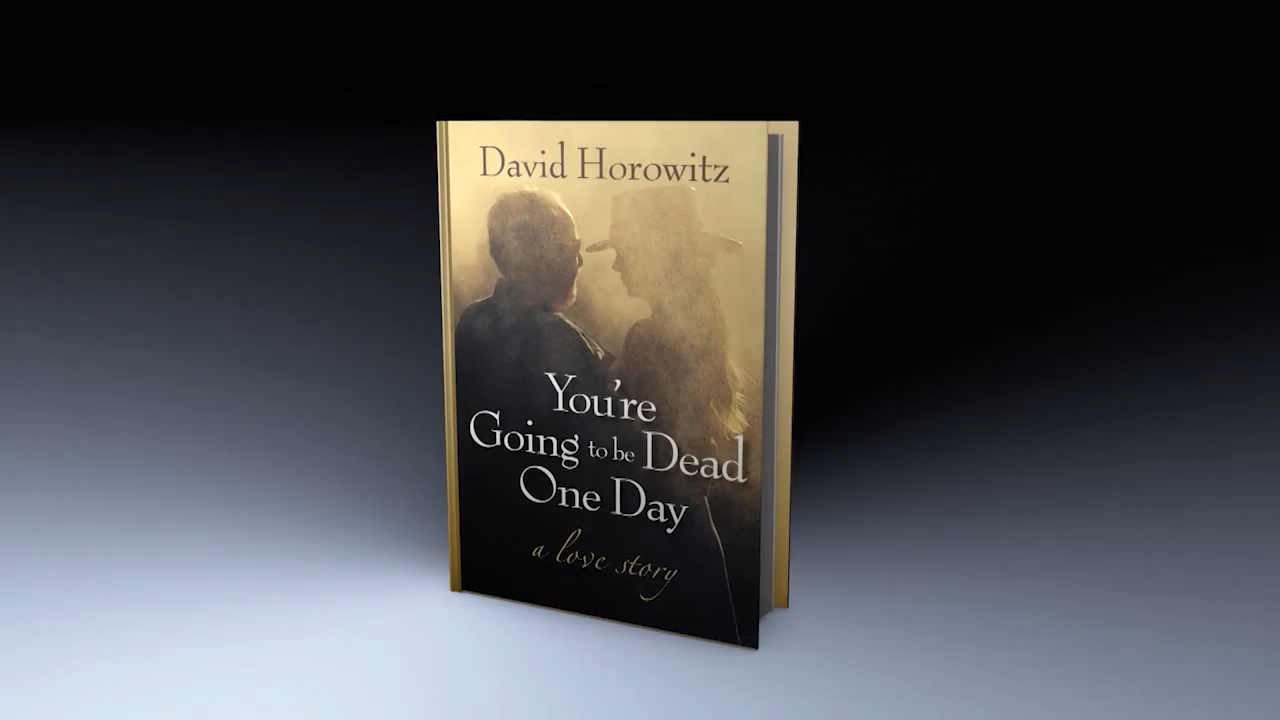 David Horowitz
You're
Going to be Dead
One Day
a love story